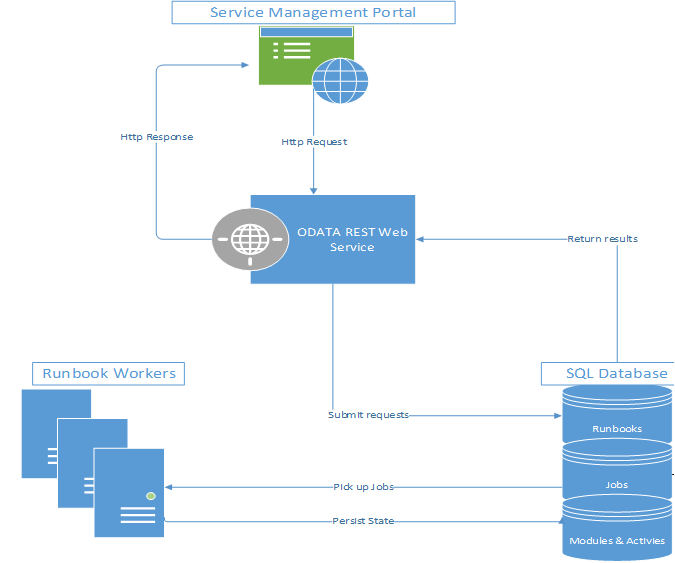 Service Management Portal
Http Response
Http Request
ODATA REST Web
Service
Return results
Runbook Workers
SQL Database
Submit requests
Runbooks
Pick up Jobs
Jobs
Persist State
Modules & Activies